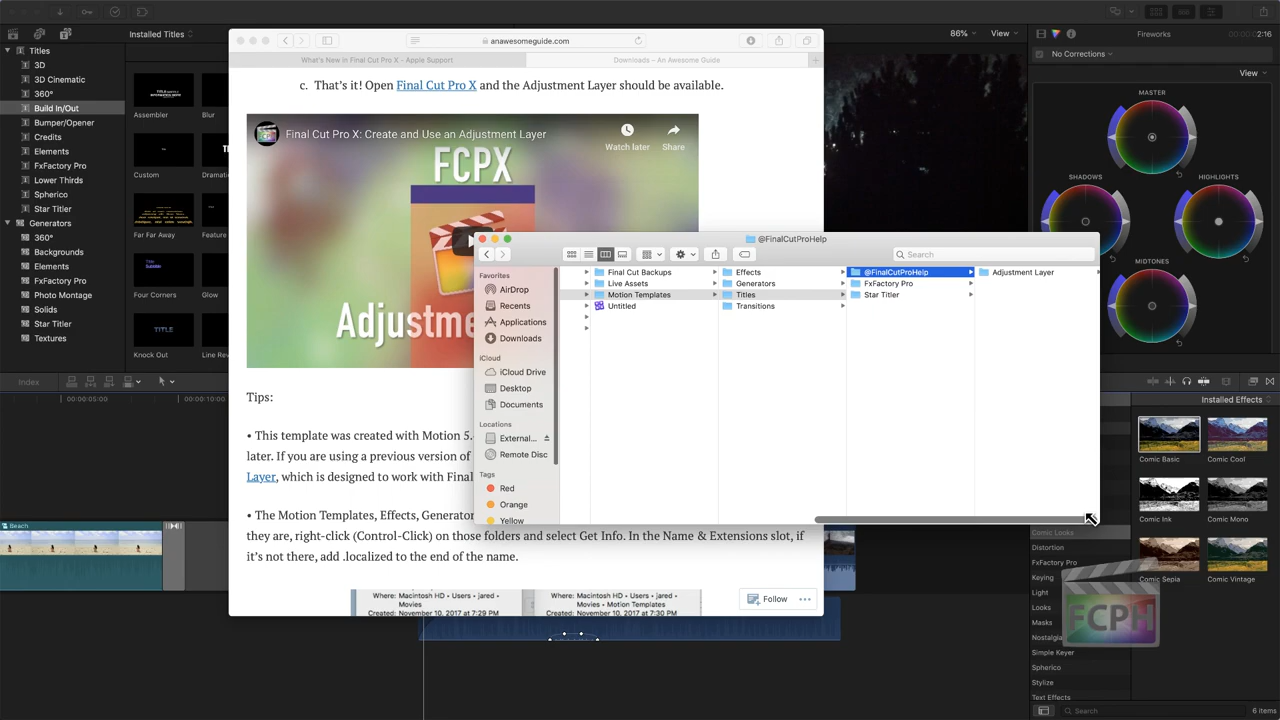 Installed Titles
Titles
3D
3D Cinematic
360°
Build In/Out
Bumper/Opener
Credits
Elements
FxFactory Pro
Lower Thirds
Spherico
Star Titler
Generators
360°
Backgrounds
Elements
FxFactory Pro
Photo Montage
Solids
Star Titler
Textures
Assembler
Blur
Custom
Far Far Away
Fire
Four Corners
Glow
Knock Out
anawesomeguide.com
What's New in Final Cut Pro X - Apple Support
Downloads – An Awesome Guide
c. That's it! Open Final Cut Pro X and the Adjustment Layer should be available.
Final Cut Pro X: Create and Use an Adjustment Layer
Watch later
Share
FCPX
Tips:
• This template was created with Motion 5.
later. If you are using a previous version of
Layer, which is designed to work with Final
• The Motion Templates, Effects, Generator
they are, right-click (Control-Click) on those folders and select Get Info. In the Name & Extensions slot, if
it's not there, add .localized to the end of the name.
Where: Macintosh HD • Users • jared •
Movies
Created: November 10, 2017 at 7:29 PM
Where: Macintosh HD • Users • jared •
Movies • Motion Templates
Created: November 10, 2017 at 7:30 PM
Follow
@FinalCutProHelp
Search
Favorites
AirDrop
Recents
Applications
Downloads
iCloud
iCloud Drive
Desktop
Documents
Locations
External...
Remote Disc
Tags
Red
Orange
Yellow
Final Cut Backups
Live Assets
Motion Templates
Untitled
Effects
Generators
Titles
Transitions
@FinalCutProHelp
FxFactory Pro
Star Titler
Adjustment Layer
86%
View
Fireworks
2:16
No Corrections
View
MASTER
SHADOWS
HIGHLIGHTS
MIDTONES
Index
00:00:05:00
00:00:10:00
Beach
Installed Effects
Comic Basic
Comic Cool
Comic Ink
Comic Mono
Comic Sepia
Comic Vintage
Comic Looks
Distortion
FxFactory Pro
Keying
Light
Looks
Masks
Nostalgia
Simple Keyer
Spherico
Stylize
Text Effects
FCPH
Search
6 items